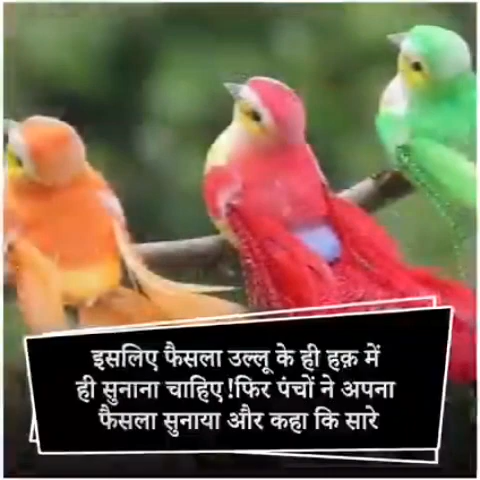 इसलिए फैसला उल्लू के ही हक़ में
ही सुनाना चाहिए !फिर पंचों ने अपना
फैसला सुनाया और कहा कि सारे